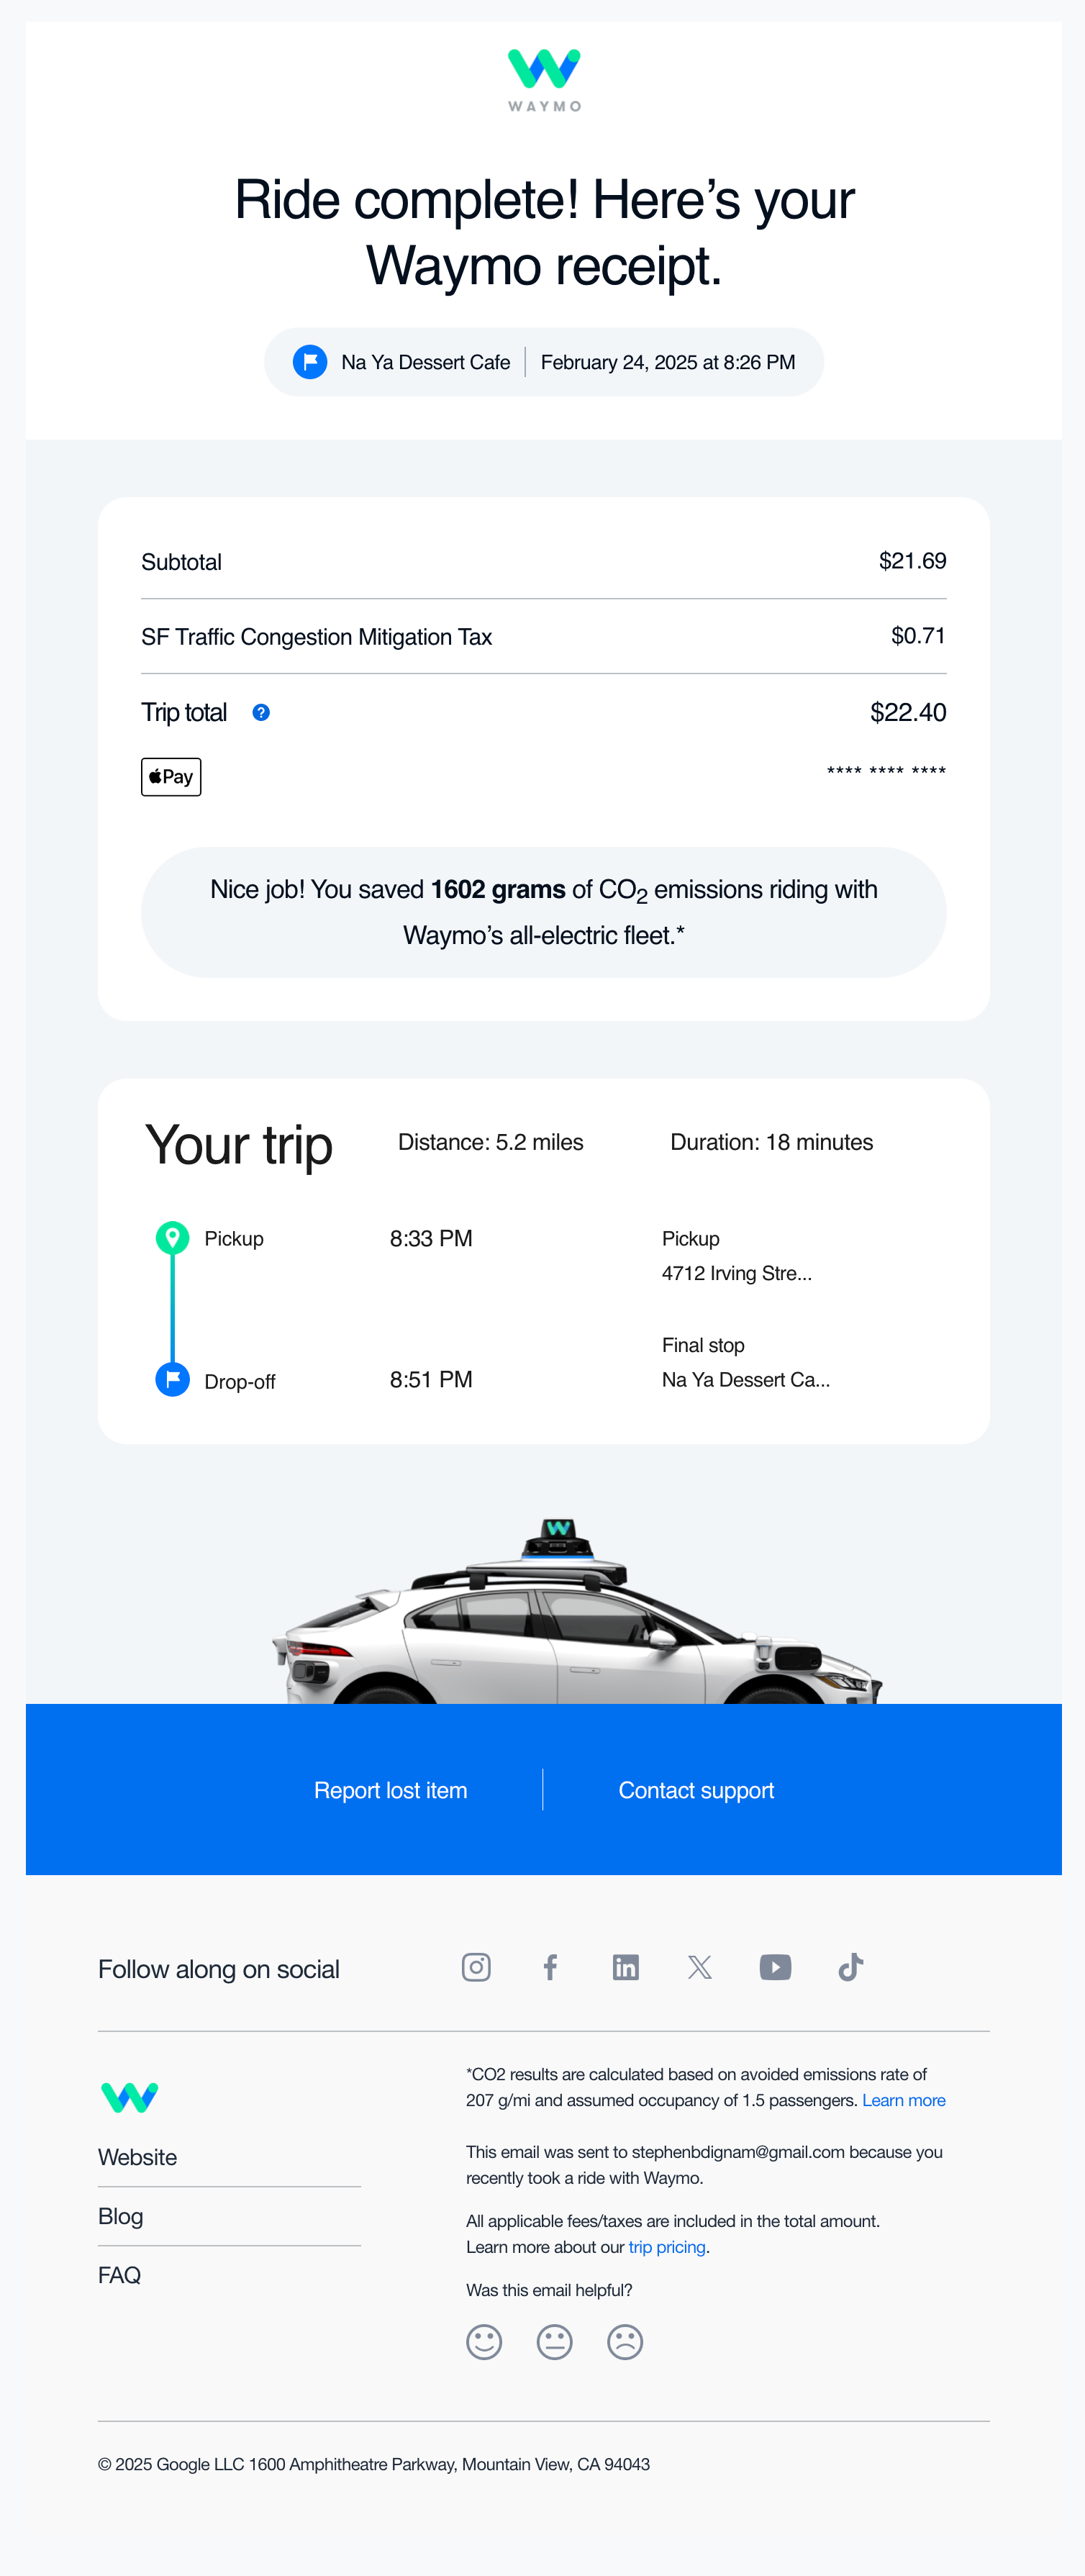 WAYMO
Ride complete! Here’s your
Waymo receipt.
Na Ya Dessert Cafe | February 24, 2025 at 8:26 PM
Subtotal $21.69
SF Traffic Congestion Mitigation Tax $0.71
Trip total ? $22.40
Pay **** **** ****
Nice job! You saved 1602 grams of CO2 emissions riding with
Waymo’s all-electric fleet.*
Your trip Distance: 5.2 miles Duration: 18 minutes
Pickup 8:33 PM Pickup
4712 Irving Stre...
Final stop
Drop-off 8:51 PM Na Ya Dessert Ca...
Report lost item | Contact support
Follow along on social
*CO2 results are calculated based on avoided emissions rate of
207 g/mi and assumed occupancy of 1.5 passengers. Learn more
Website
Blog
FAQ
This email was sent to stephenbdignam@gmail.com because you
recently took a ride with Waymo.
All applicable fees/taxes are included in the total amount.
Learn more about our trip pricing.
Was this email helpful?
© 2025 Google LLC 1600 Amphitheatre Parkway, Mountain View, CA 94043